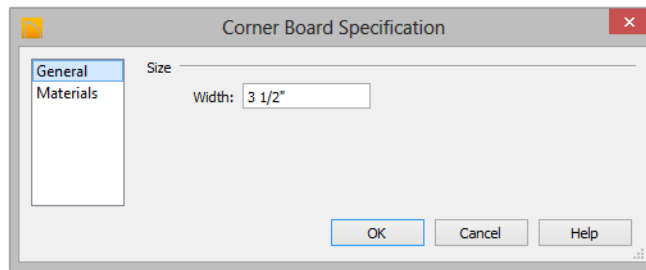 Corner Board Specification
×
General
Materials
Size
Width: 3 1/2"
OK Cancel Help